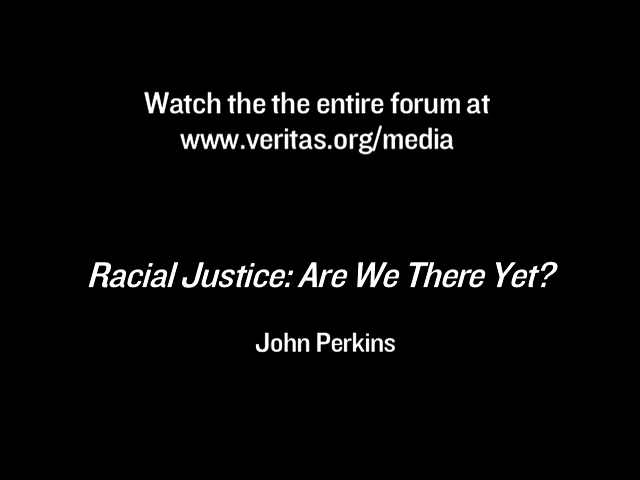 Watch the the entire forum at
www.veritas.org/media
Racial Justice: Are We There Yet?
John Perkins